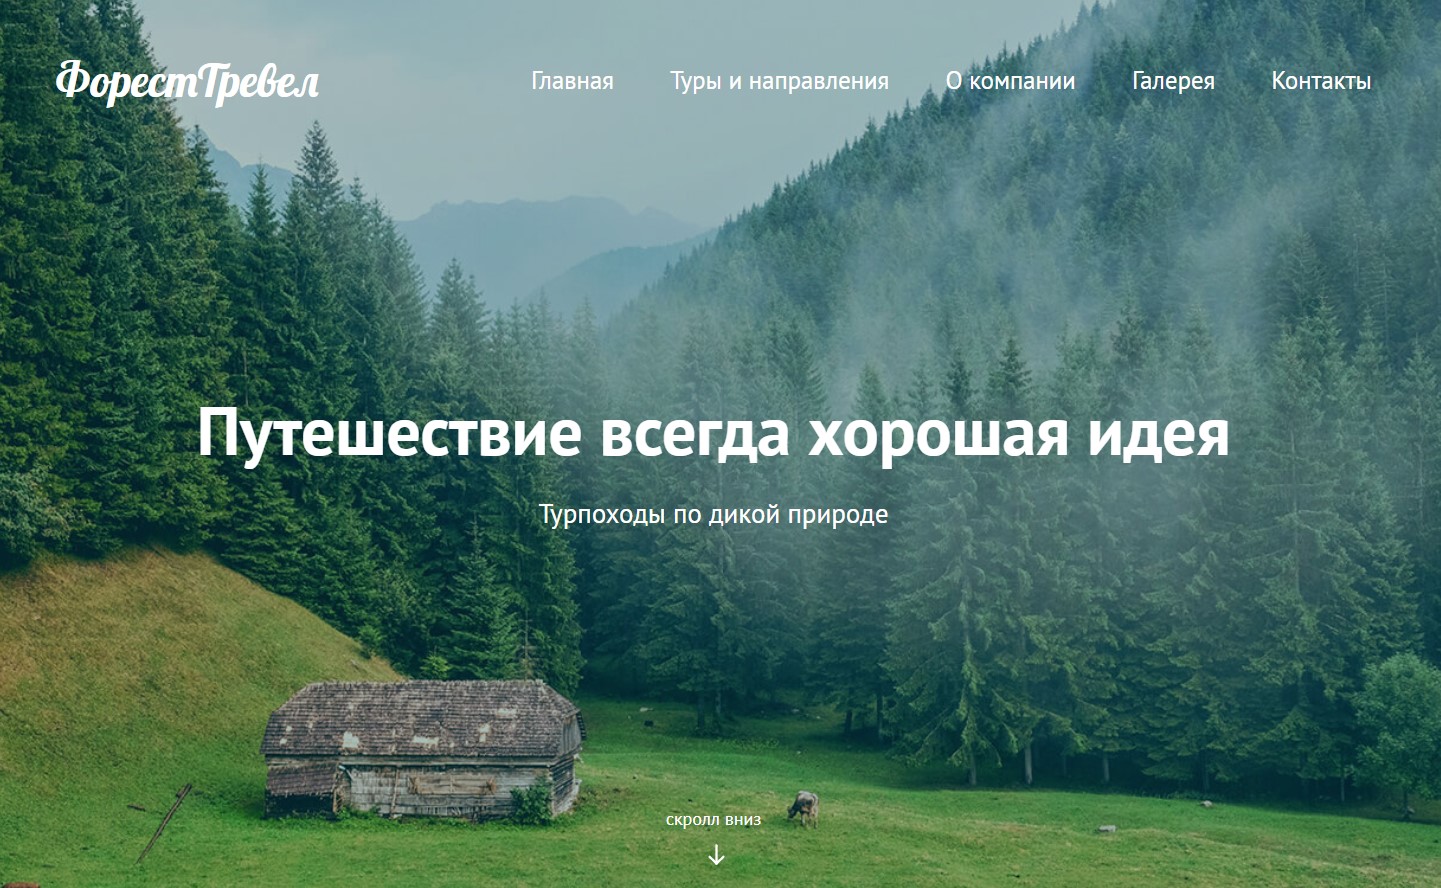 ФорестТревел
Главная Туры и направления О компании Галерея Контакты
Путешествие всегда хорошая идея
Турпоходы по дикой природе
скролл вниз